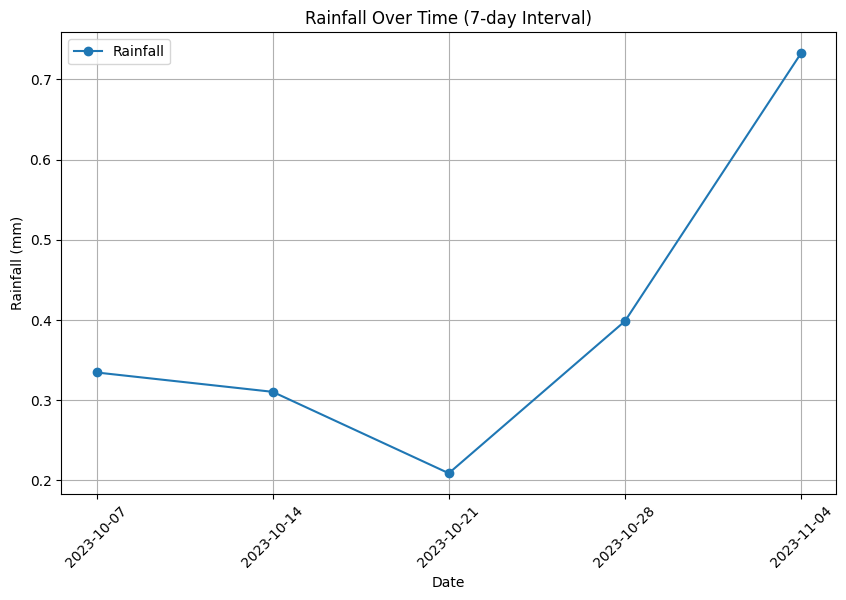 Rainfall Over Time (7-day Interval)
Rainfall
0.7
0.6
0.5
0.4
0.3
0.2
Rainfall (mm)
2023-10-07
2023-10-14
2023-10-21
2023-10-28
2023-11-04
Date